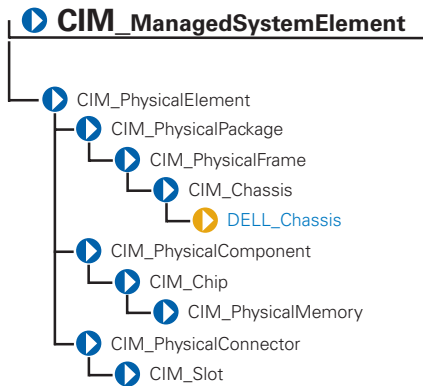 CIM_ManagedSystemElement
CIM_PhysicalElement
CIM_PhysicalPackage
CIM_PhysicalFrame
CIM_Chassis
DELL_Chassis
CIM_PhysicalComponent
CIM_Chip
CIM_PhysicalMemory
CIM_PhysicalConnector
CIM_Slot